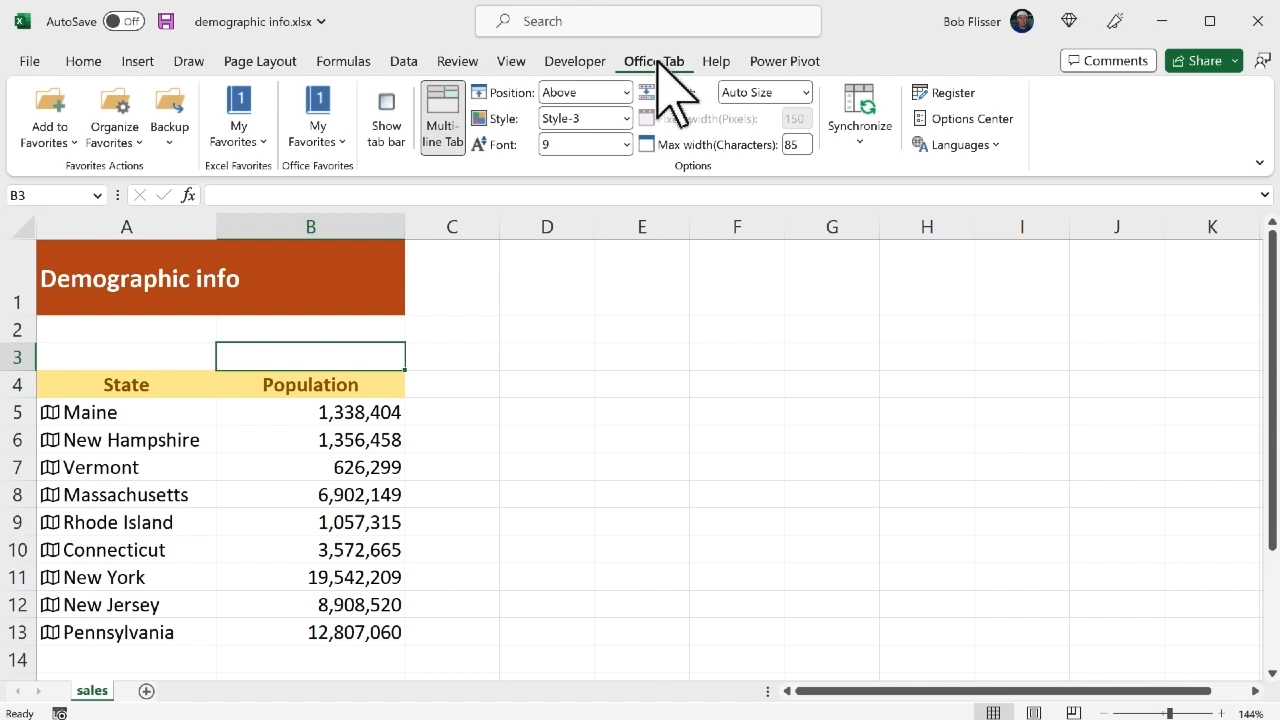 AutoSave Off demographic info.xlsx Search Bob Flisser
File Home Insert Draw Page Layout Formulas Data Review View Developer Office Tab Help Power Pivot Comments Share
Add to Favorites
Organize Favorites
Backup
Favorites Actions
1
My Favorites
Excel Favorites
1
My Favorites
Office Favorites
Show tab bar
Multi-line Tab
Position: Above
Style: Style-3
Font: 9
Auto Size
150
Max width(Characters): 85
Options
Synchronize
Register
Option Center
Languages
B3 fx
A B C D E F G H I J K
1 Demographic info
2
3
4 State Population
5 Maine 1,338,404
6 New Hampshire 1,356,458
7 Vermont 626,299
8 Massachusetts 6,902,149
9 Rhode Island 1,057,315
10 Connecticut 3,572,665
11 New York 19,542,209
12 New Jersey 8,908,520
13 Pennsylvania 12,807,060
14
sales
Ready 144%